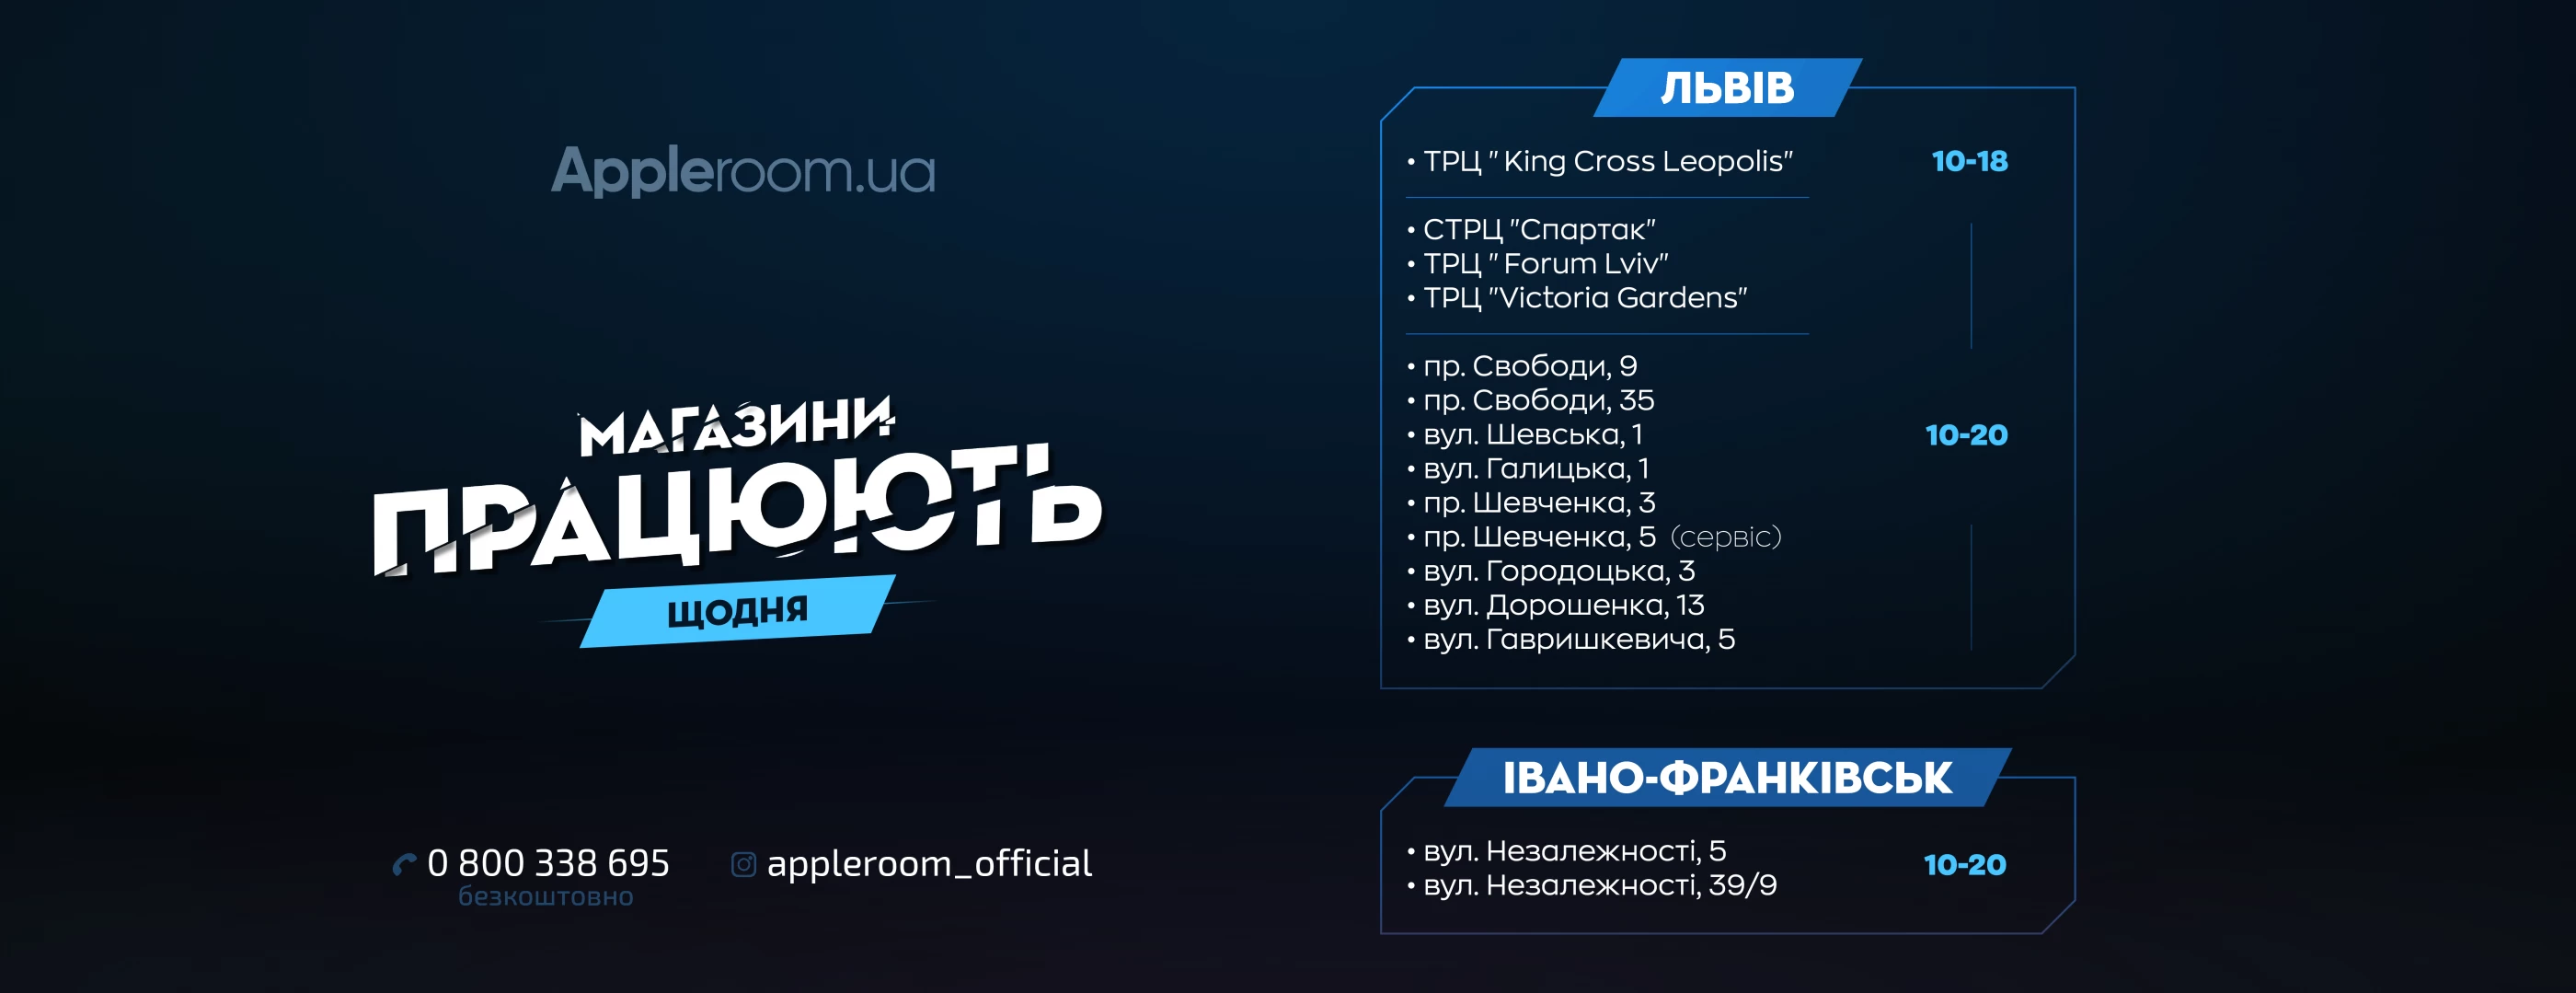 Appleroom.ua
МАГАЗИНИ
ПРАЦЮЮТЬ
ЩОДНЯ
0 800 338 695
безкоштовно
appleroom_official
ЛЬВІВ
• ТРЦ "King Cross Leopolis" 10-18
• СТРЦ "Спартак"
• ТРЦ "Forum Lviv"
• ТРЦ "Victoria Gardens"
• пр. Свободи, 9
• пр. Свободи, 35
• вул. Шевська, 1 10-20
• вул. Галицька, 1
• пр. Шевченка, 3
• пр. Шевченка, 5 (сервіс)
• вул. Городоцька, 3
• вул. Дорошенка, 13
• вул. Гавришкевича, 5
ІВАНО-ФРАНКІВСЬК
• вул. Незалежності, 5
10-20
• вул. Незалежності, 39/9